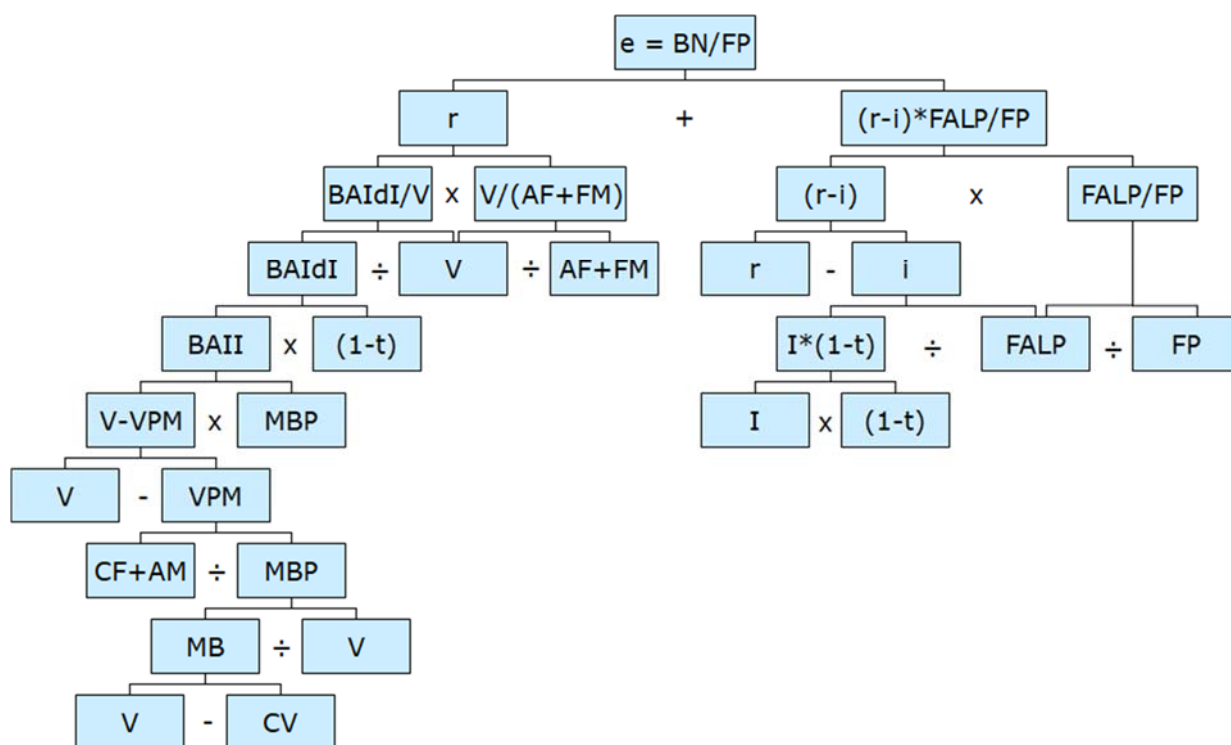 e = BN/FP
r + (r-i)*FALP/FP
BAIdI/V x V/(AF+FM) (r-i) x FALP/FP
BAIdI ÷ V ÷ AF+FM r - i
BAII x (1-t) I*(1-t) ÷ FALP ÷ FP
V-VPM x MBP I x (1-t)
V - VPM
CF+AM ÷ MBP
MB ÷ V
V - CV